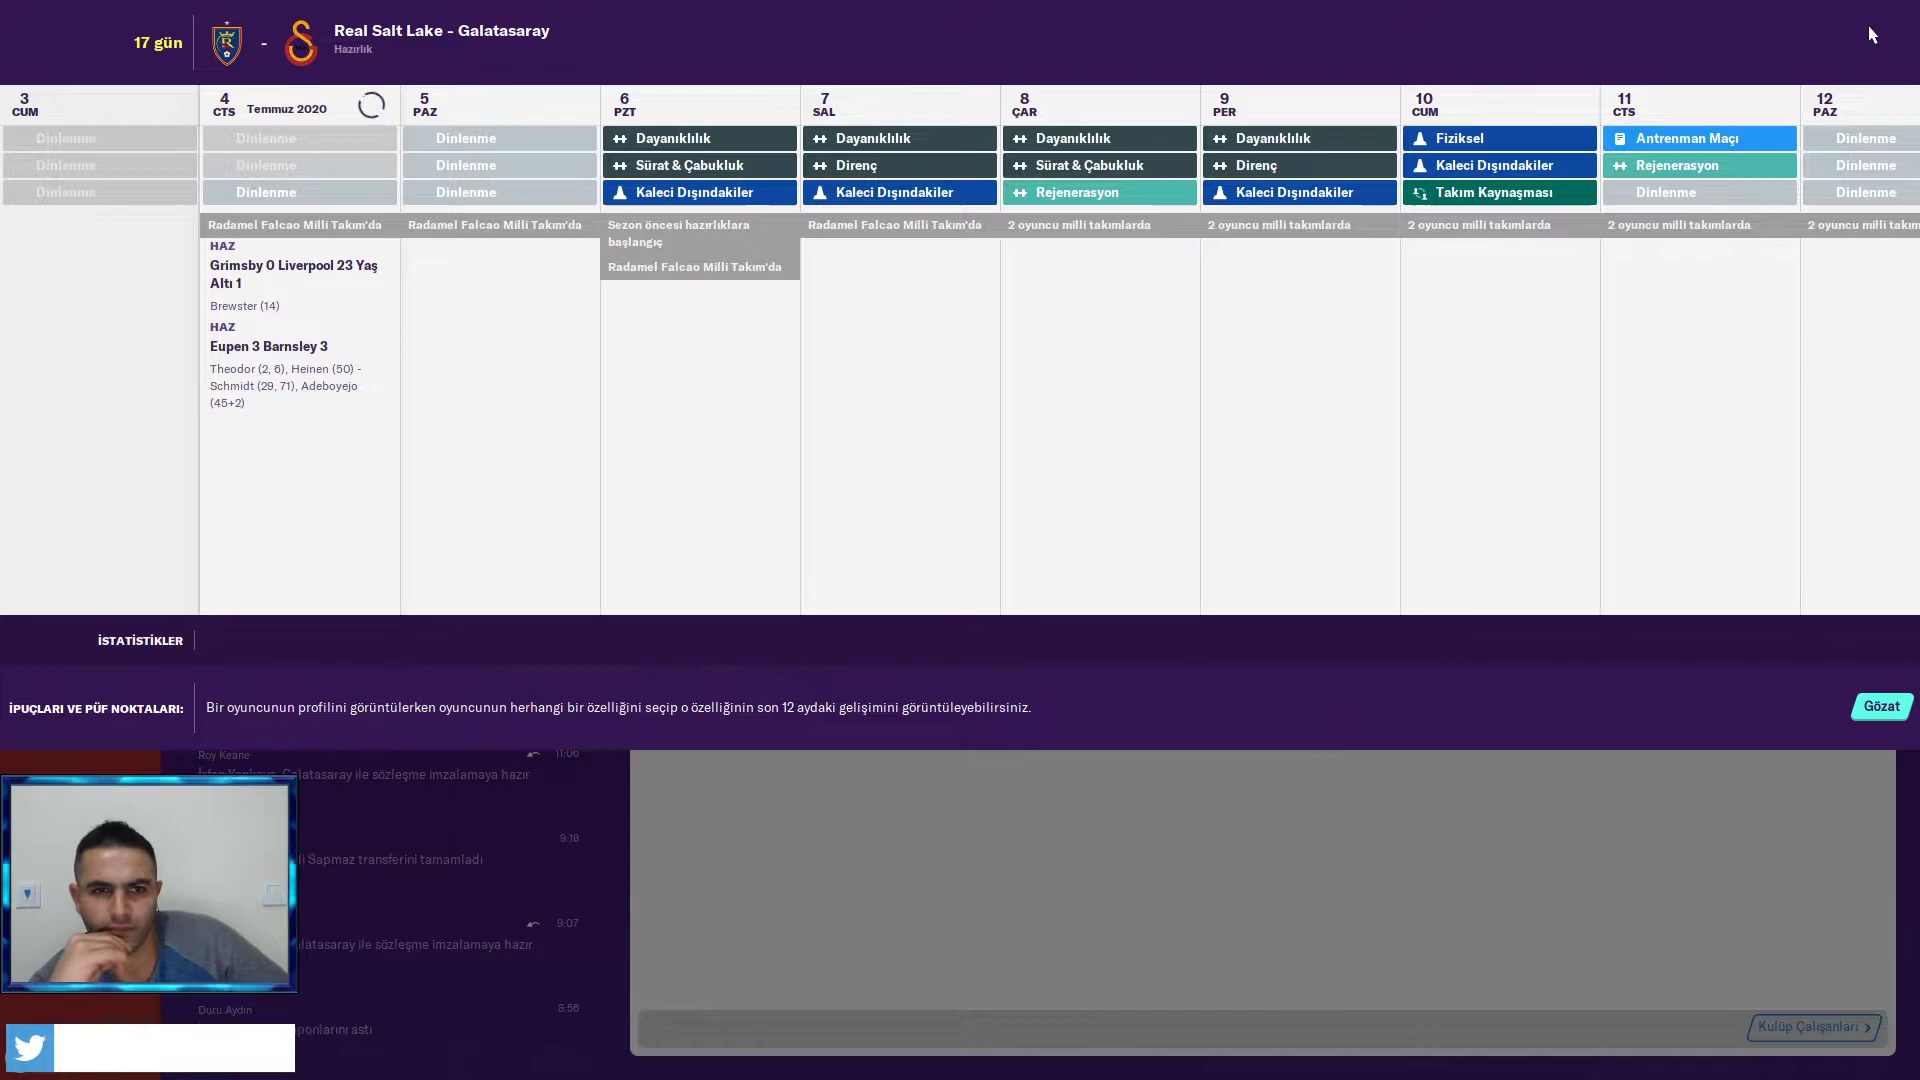 17 gün
-
Real Salt Lake - Galatasaray
Hazırlık
3
CUM
Dinlenme
Dinlenme
Dinlenme
4
CTS
Temmuz 2020
Dinlenme
Dinlenme
Dinlenme
Radamel Falcao Milli Takım'da
HAZ
Grimsby 0 Liverpool 23 Yaş
Altı 1
Brewster (14)
HAZ
Eupen 3 Barnsley 3
Theodor (2, 6), Heinen (50) -
Schmidt (29, 71), Adeboyejo
(45+2)
5
PAZ
Dinlenme
Dinlenme
Dinlenme
Radamel Falcao Milli Takım'da
6
PZT
Dayanıklılık
Sürat & Çabukluk
Kaleci Dışındakiler
Sezon öncesi hazırlıklara
başlangıç
Radamel Falcao Milli Takım'da
7
SAL
Dayanıklılık
Direnç
Kaleci Dışındakiler
Radamel Falcao Milli Takım'da
8
ÇAR
Dayanıklılık
Sürat & Çabukluk
Rejenerasyon
2 oyuncu milli takımlarda
9
PER
Dayanıklılık
Direnç
Kaleci Dışındakiler
2 oyuncu milli takımlarda
10
CUM
Fiziksel
Kaleci Dışındakiler
Takım Kaynaşması
2 oyuncu milli takımlarda
11
CTS
Antrenman Maçı
Rejenerasyon
Dinlenme
2 oyuncu milli takımlarda
12
PAZ
Dinlenme
Dinlenme
Dinlenme
2 oyuncu milli takım
İSTATİSTİKLER
İPUÇLARI VE PÜF NOKTALARI:
Bir oyuncunun profilini görüntülerken oyuncunun herhangi bir özelliğini seçip o özelliğinin son 12 aydaki gelişimini görüntüleyebilirsiniz.
Gözat
Roy Keane
11:06
Galatasaray ile sözleşme imzalamaya hazır
9:18
Sapmaz transferini tamamladı
9:07
alatasaray ile sözleşme imzalamaya hazır
Duru Aydın
8:56
ponlarını astı
Kulüp Çalışanları